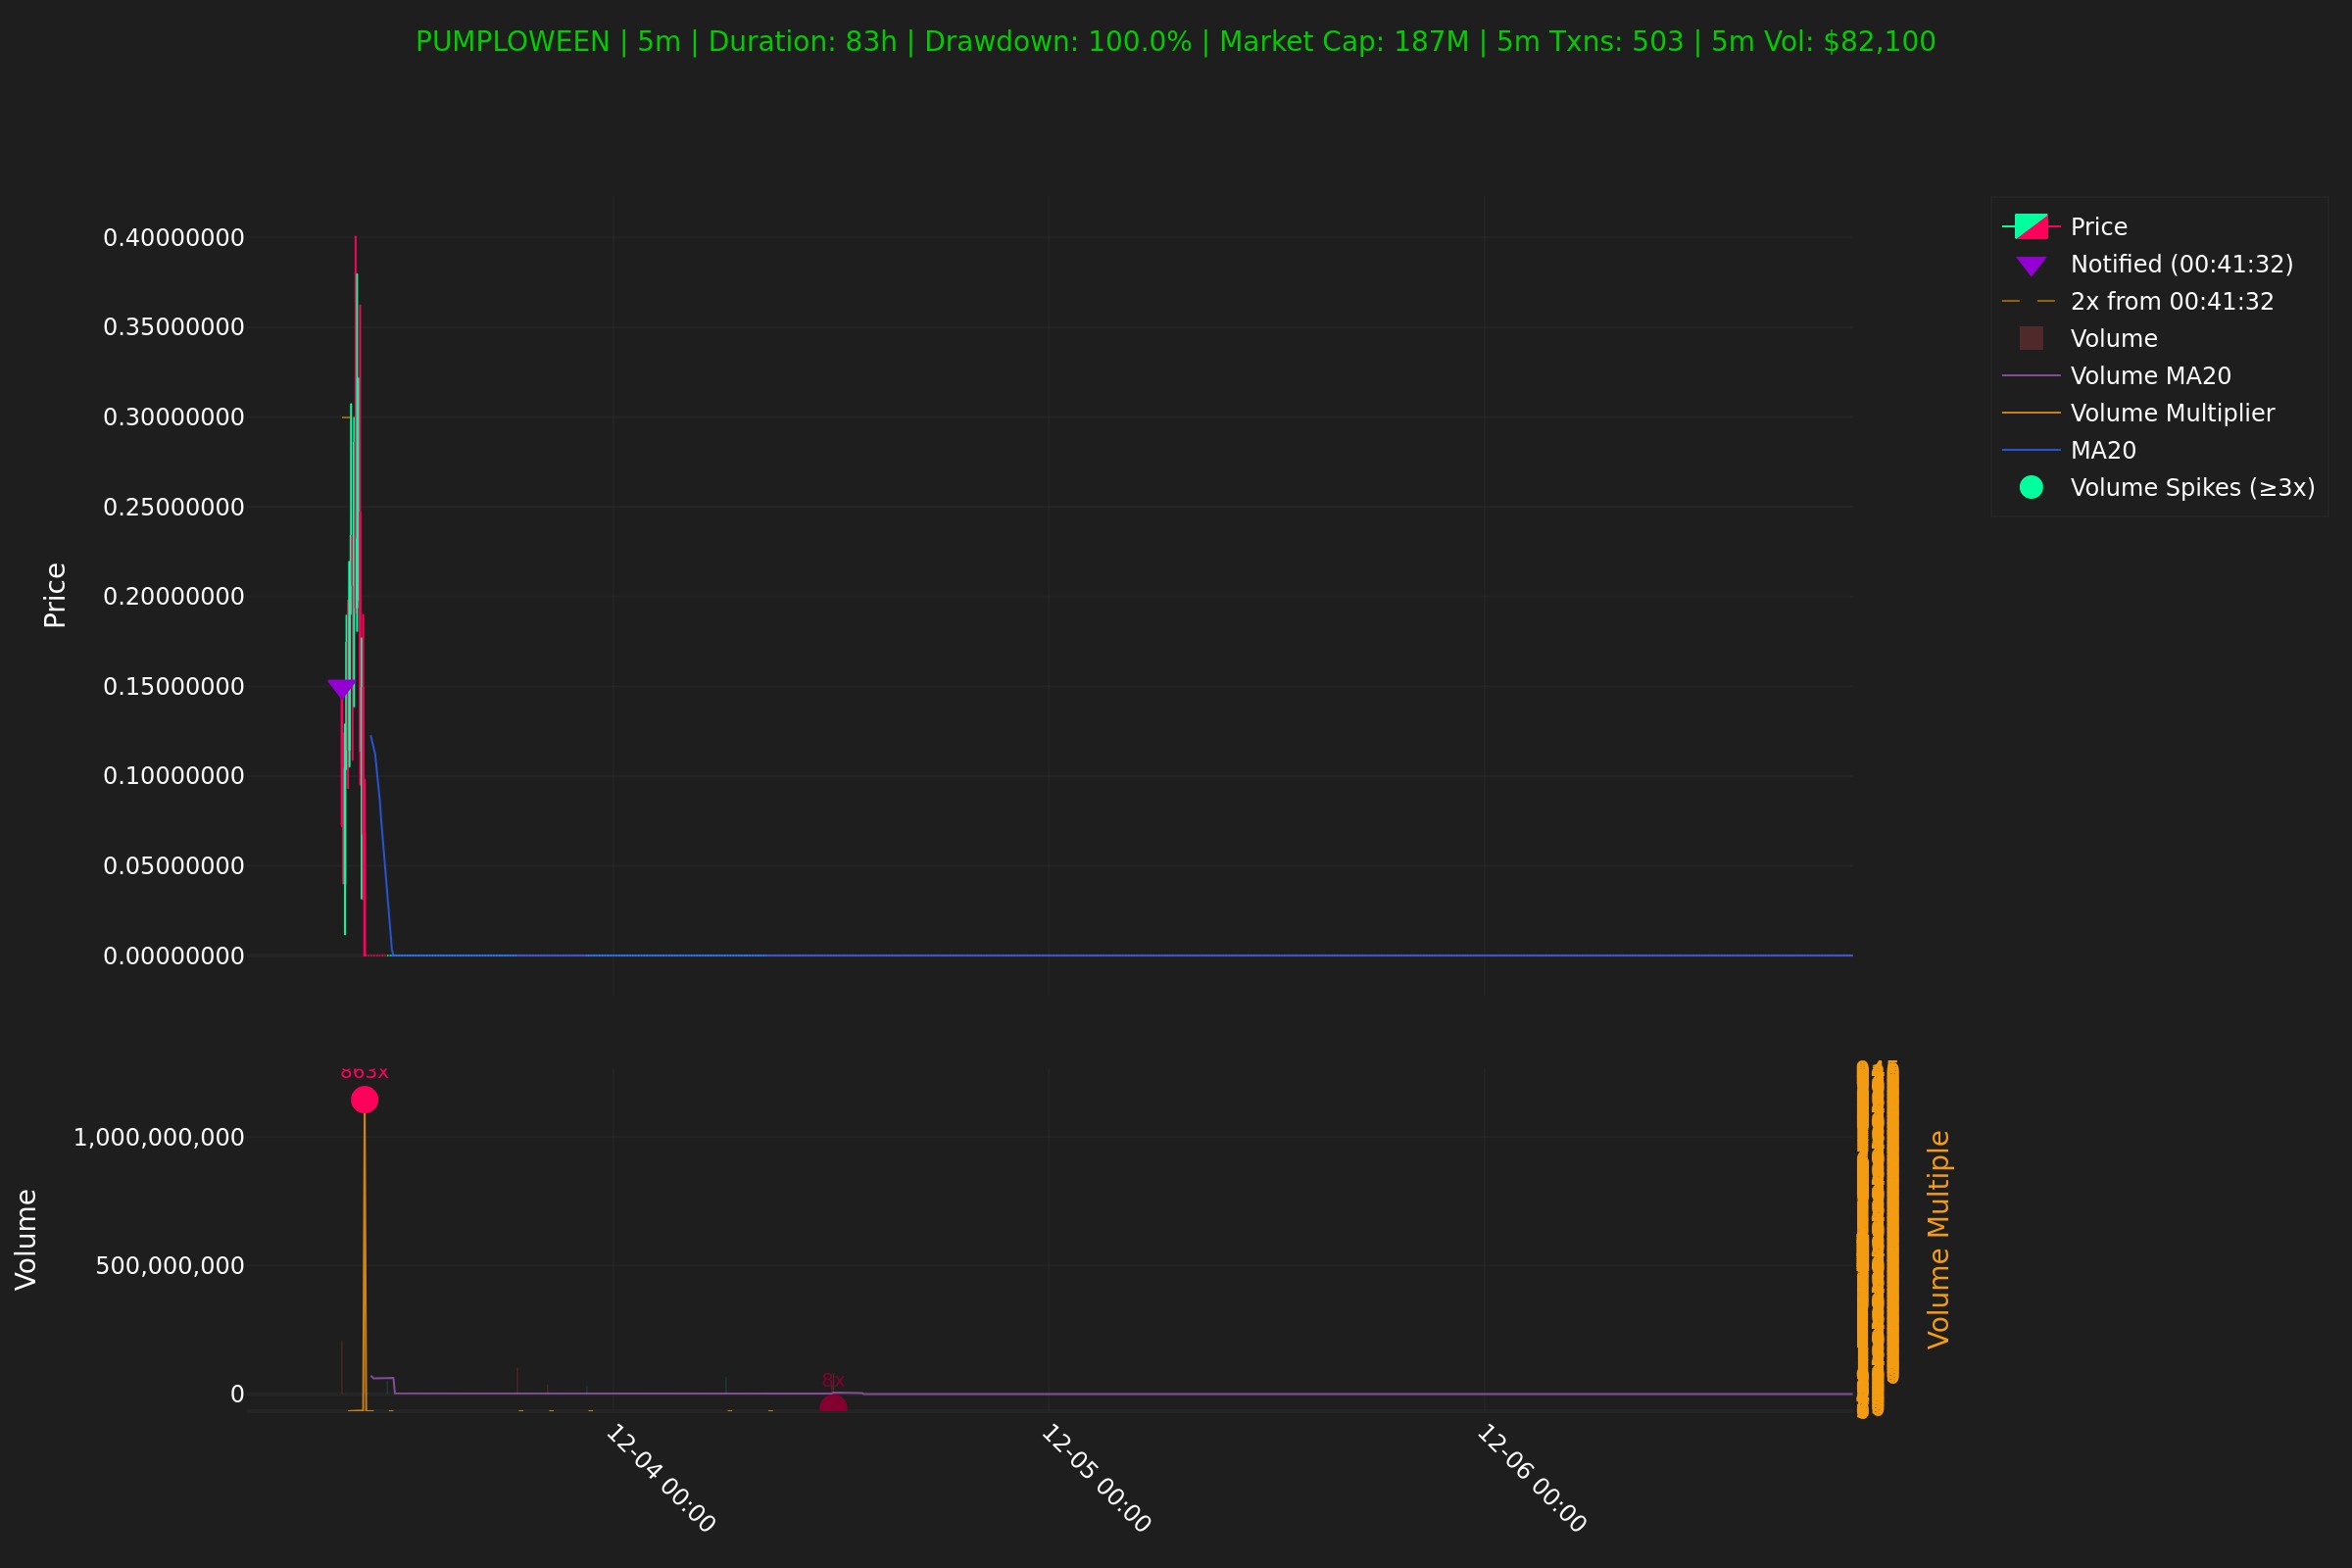 PUMPLOWEEN | 5m | Duration: 83h | Drawdown: 100.0% | Market Cap: 187M | 5m Txns: 503 | 5m Vol: $82,100
Price
0.40000000
0.35000000
0.30000000
0.25000000
0.20000000
0.15000000
0.10000000
0.05000000
0.00000000
Price
Notified (00:41:32)
2x from 00:41:32
Volume
Volume MA20
Volume Multiplier
MA20
Volume Spikes (≥3x)
Volume
1,000,000,000
500,000,000
0
863x
8x
Volume Multiple
12-04 00:00
12-05 00:00
12-06 00:00